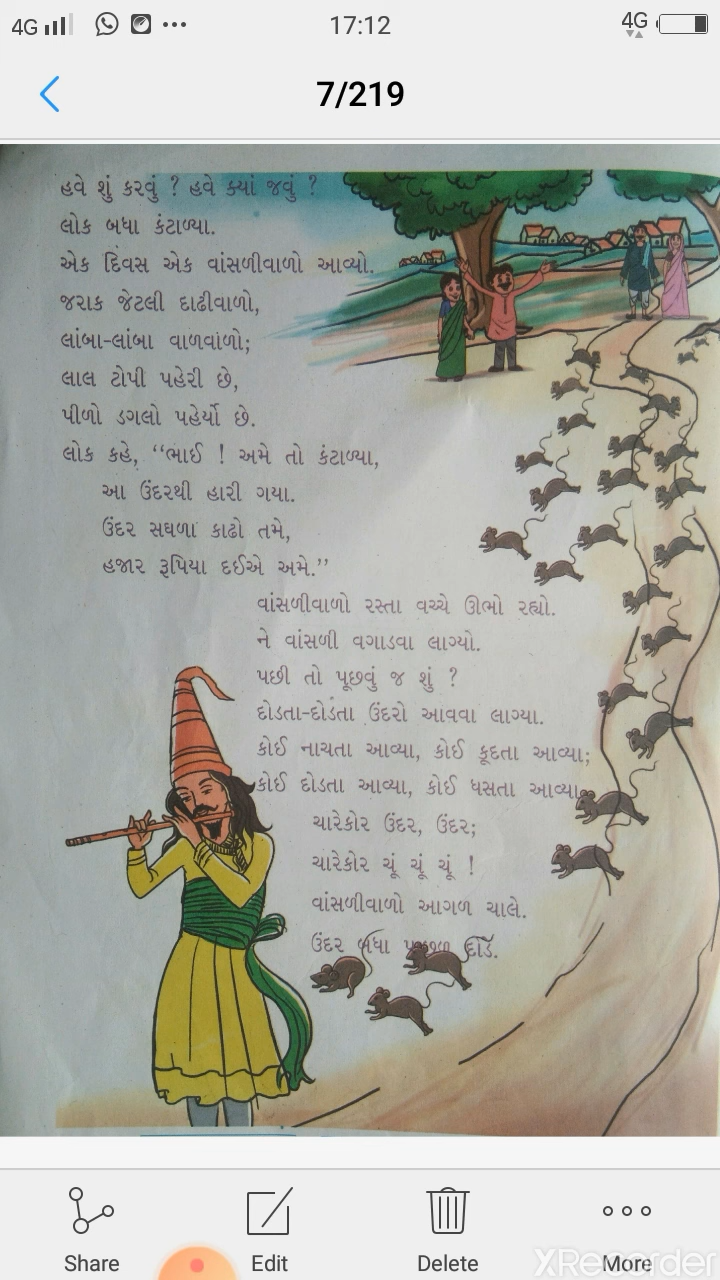 4G
17:12
4G
7/219
હવે શું કરવું ? હવે ક્યાં જવું ?
લોક બધા કંટાળ્યા.
એક દિવસ એક વાંસળીવાળો આવ્યો.
જરાક જેટલી દાઢીવાળો,
લાંબા-લાંબા વાળવાળો;
લાલ ટોપી પહેરી છે,
પીળો ડગલો પહેર્યો છે.
લોક કહે, “ભાઈ ! અમે તો કંટાળ્યા,
આ ઉંદરથી હારી ગયા.
ઉંદર સઘળા કાઢો તમે,
હજાર રૂપિયા દઈએ અમે.”
વાંસળીવાળો રસ્તા વચ્ચે ઊભો રહ્યો.
ને વાંસળી વગાડવા લાગ્યો.
પછી તો પૂછવું જ શું ?
દોડતા-દોડતા ઉંદરો આવવા લાગ્યા.
કોઈ નાચતા આવ્યા, કોઈ કૂદતા આવ્યા;
કોઈ દોડતા આવ્યા, કોઈ ધસતા આવ્યા
ચારેકોર ઉંદર, ઉંદર;
ચારેકોર ચૂં ચૂં ચૂં !
વાંસળીવાળો આગળ ચાલે.
ઉંદર બધા દોડે.
Share
Edit
Delete
More
XRecorder